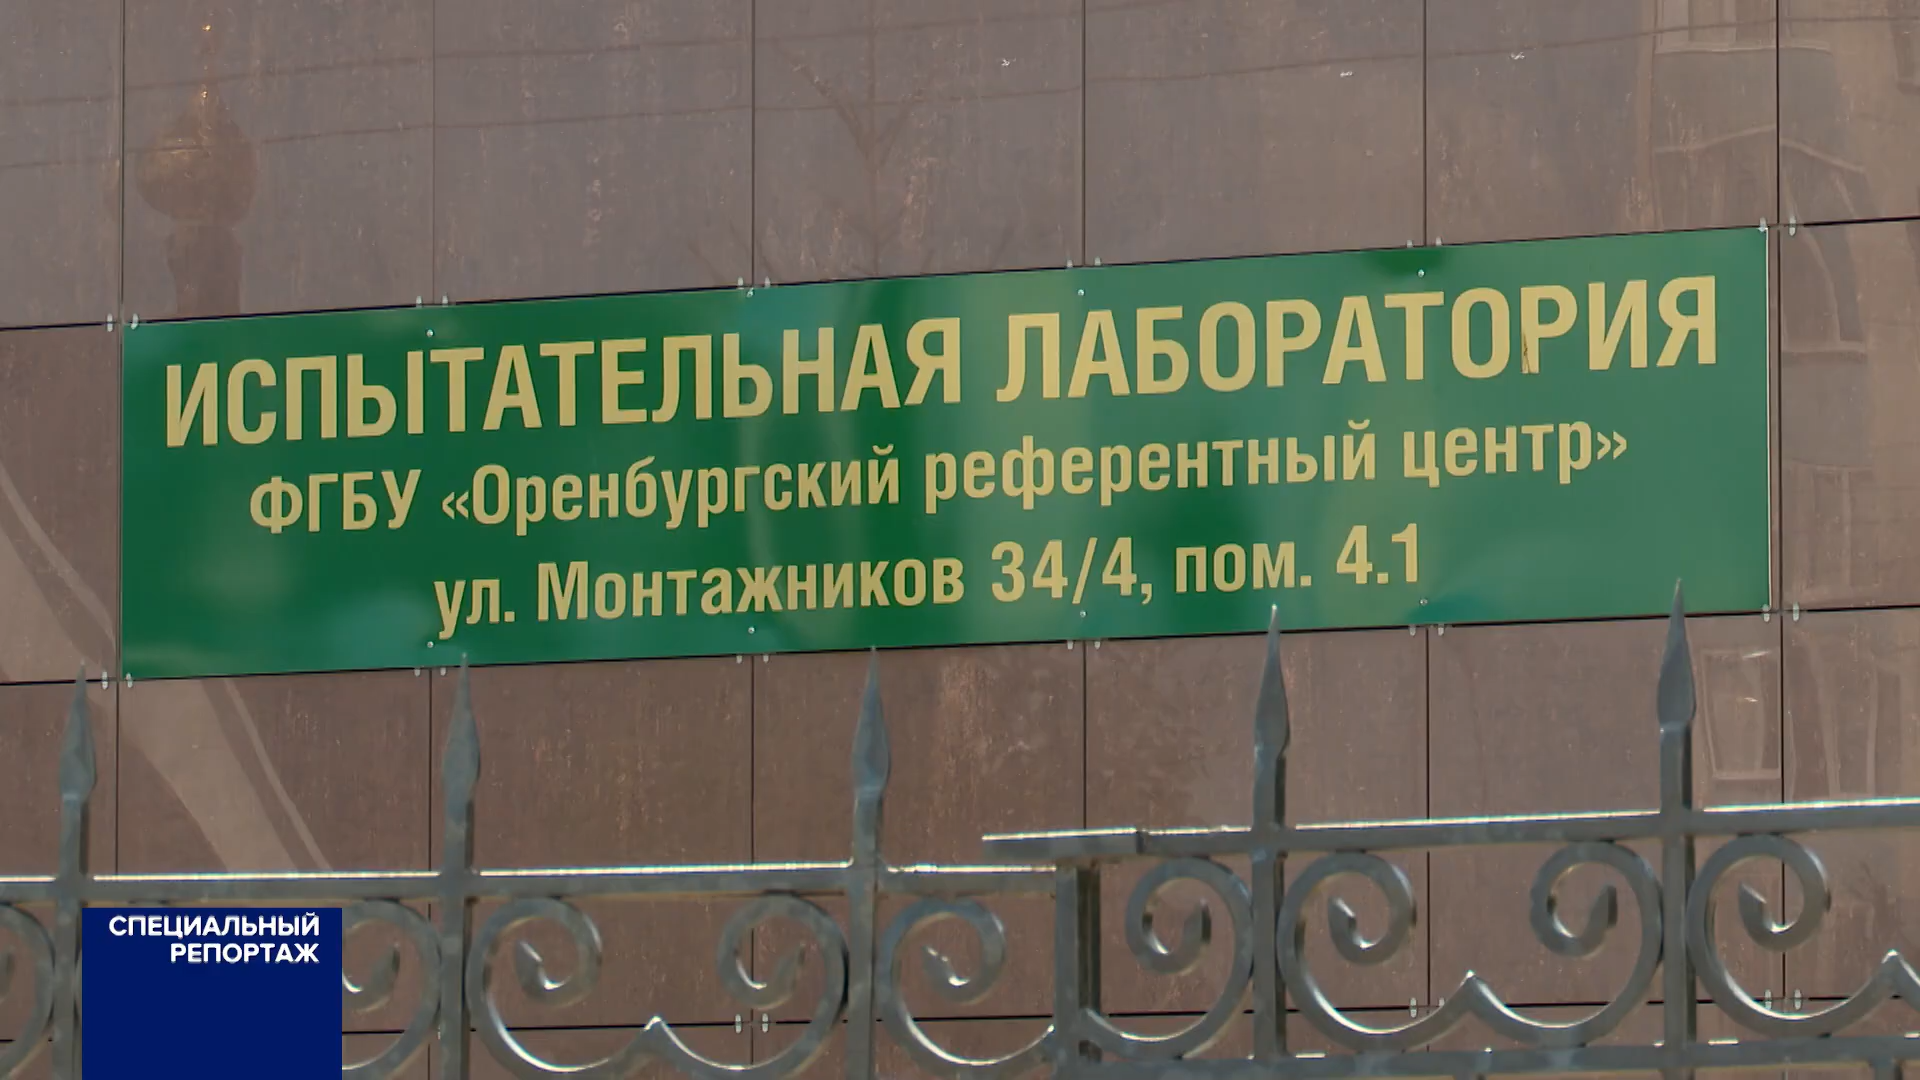 ИСПЫТАТЕЛЬНАЯ ЛАБОРАТОРИЯ
ФГБУ «Оренбургский референтный центр»
ул. Монтажников 34/4, пом. 4.1
СПЕЦИАЛЬНЫЙ
РЕПОРТАЖ